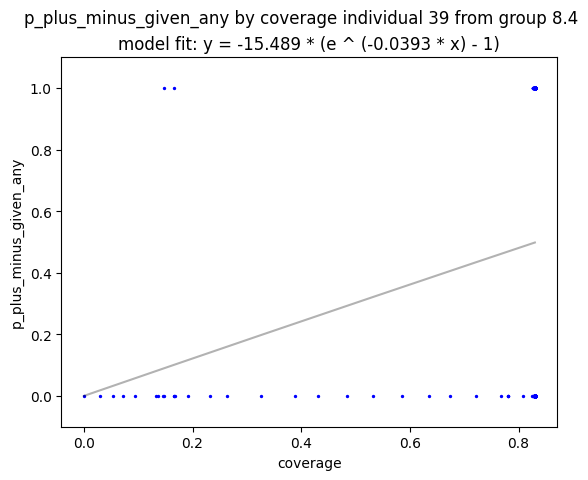 p_plus_minus_given_any by coverage individual 39 from group 8.4
model fit: y = -15.489 * (e ^ (-0.0393 * x) - 1)
1.0
0.8
0.6
0.4
0.2
0.0
p_plus_minus_given_any
0.0 0.2 0.4 0.6 0.8
coverage